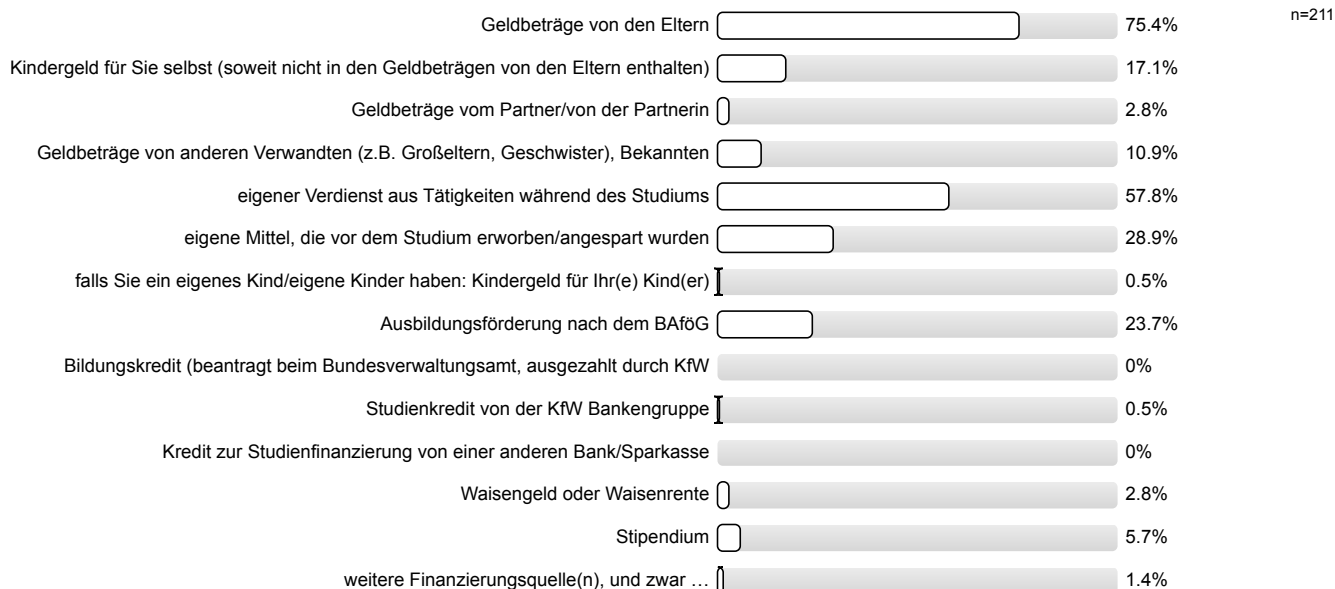 n=211
Geldbeträge von den Eltern 75.4%
Kindergeld für Sie selbst (soweit nicht in den Geldbeträgen von den Eltern enthalten) 17.1%
Geldbeträge vom Partner/von der Partnerin 2.8%
Geldbeträge von anderen Verwandten (z.B. Großeltern, Geschwister), Bekannten 10.9%
eigener Verdienst aus Tätigkeiten während des Studiums 57.8%
eigene Mittel, die vor dem Studium erworben/angespart wurden 28.9%
falls Sie ein eigenes Kind/eigene Kinder haben: Kindergeld für Ihr(e) Kind(er) 0.5%
Ausbildungsförderung nach dem BAföG 23.7%
Bildungskredit (beantragt beim Bundesverwaltungsamt, ausgezahlt durch KfW 0%
Studienkredit von der KfW Bankengruppe 0.5%
Kredit zur Studienfinanzierung von einer anderen Bank/Sparkasse 0%
Waisengeld oder Waisenrente 2.8%
Stipendium 5.7%
weitere Finanzierungsquelle(n), und zwar … 1.4%